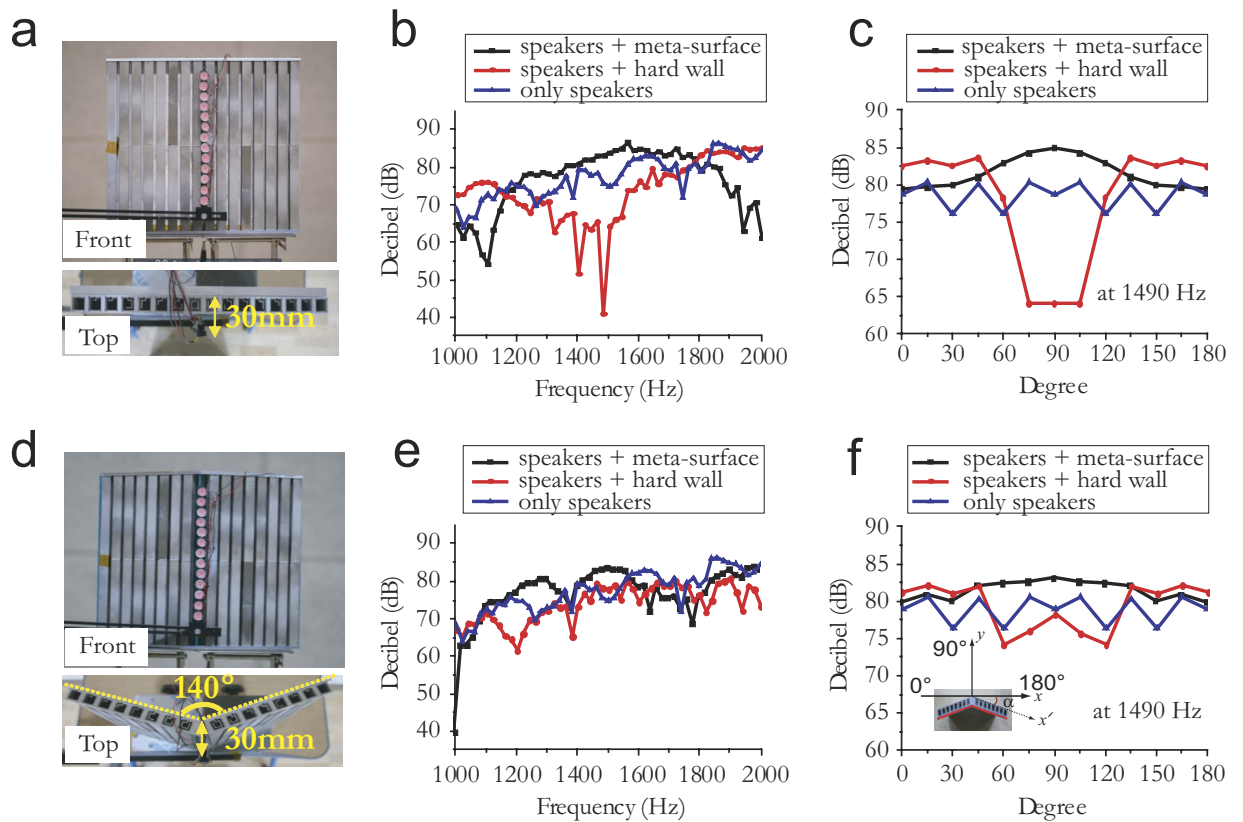 a
Front
Top
30mm
b
speakers + meta-surface
speakers + hard wall
only speakers
90
80
70
60
50
40
Decibel (dB)
1000 1200 1400 1600 1800 2000
Frequency (Hz)
c
speakers + meta-surface
speakers + hard wall
only speakers
90
85
80
75
70
65
60
Decibel (dB)
at 1490 Hz
0 30 60 90 120 150 180
Degree
d
Front
140°
Top
30mm
e
speakers + meta-surface
speakers + hard wall
only speakers
90
80
70
60
50
40
Decibel (dB)
1000 1200 1400 1600 1800 2000
Frequency (Hz)
f
speakers + meta-surface
speakers + hard wall
only speakers
90
85
80
75
70
65
60
Decibel (dB)
y
90°
0°
180°
x
α
x'
at 1490 Hz
0 30 60 90 120 150 180
Degree